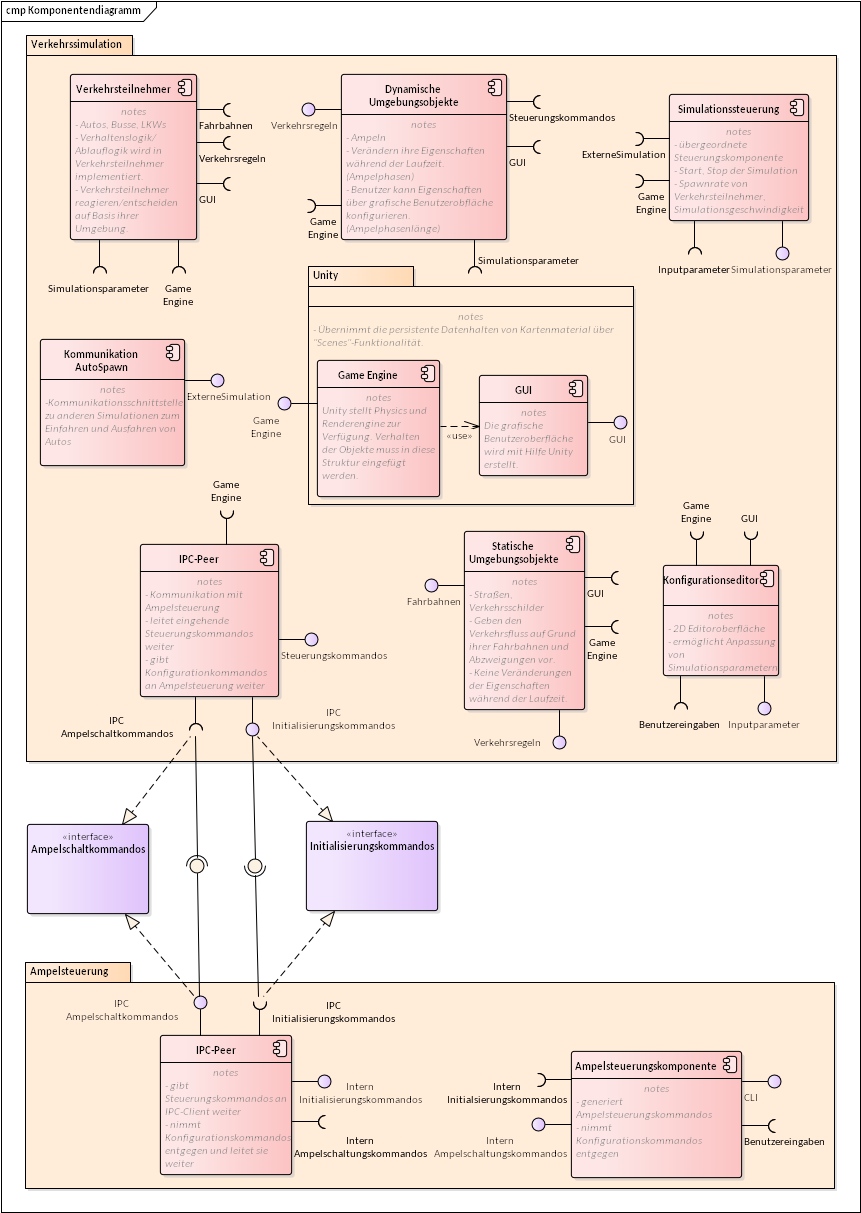 cmp Komponentendiagramm
Verkehrssimulation
Verkehrsteilnehmer
notes
- Autos, Busse, LKWs
- Verhaltenslogik/
Ablauflogik wird in
Verkehrsteilnehmer
implementiert.
- Verkehrsteilnehmer
reagieren/entscheiden
auf Basis ihrer
Umgebung.
Fahrbahnen
Verkehrsregeln
GUI
Simulationsparameter
Game
Engine
Dynamische
Umgebungsobjekte
notes
- Ampeln
- Verändern ihre Eigenschaften
während der Laufzeit.
(Ampelphasen)
- Benutzer kann Eigenschaften
über grafische Benutzerobfläche
konfigurieren.
(Ampelphasenlänge)
Verkehrsregeln
Game
Engine
Steuerungskommandos
GUI
Simulationsparameter
Simulationssteuerung
notes
- übergeordnete
Steuerungskomponente
- Start, Stop der Simulation
- Spawnrate von
Verkehrsteilnehmer,
Simulationsgeschwindigkeit
ExterneSimulation
Game
Engine
Inputparameter
Simulationsparameter
Unity
notes
- Übernimmt die persistente Datenhalten von Kartenmaterial über
"Scenes"-Funktionalität.
Game Engine
notes
Unity stellt Physics und
Renderengine zur
Verfügung. Verhalten
der Objekte muss in diese
Struktur eingefügt
werden.
Game
Engine
«use»
GUI
notes
Die grafische
Benutzeroberfläche
wird mit Hilfe Unity
erstellt.
GUI
Kommunikation
AutoSpawn
notes
-Kommunikationsschnittstelle
zu anderen Simulationen zum
Einfahren und Ausfahren von
Autos
ExterneSimulation
Game
Engine
IPC-Peer
notes
- Kommunikation mit
Ampelsteuerung
- leitet eingehende
Steuerungskommandos
weiter
- gibt
Konfigurationkommandos
an Ampelsteuerung weiter
Steuerungskommandos
IPC
Ampelschaltkommandos
IPC
Initialisierungskommandos
Statische
Umgebungsobjekte
notes
- Straßen,
Verkehrsschilder
- Geben den
Verkehrsfluss auf Grund
ihrer Fahrbahnen und
Abzweigungen vor.
- Keine Veränderungen
der Eigenschaften
während der Laufzeit.
Fahrbahnen
GUI
Game
Engine
Verkehrsregeln
Game
Engine
GUI
Konfigurationseditor
notes
- 2D Editoroberfläche
- ermöglicht Anpassung
von
Simulationsparametern
Benutzereingaben
Inputparameter
«interface»
Ampelschaltkommandos
«interface»
Initialisierungskommandos
Ampelsteuerung
IPC
Ampelschaltkommandos
IPC
Initialisierungskommandos
IPC-Peer
notes
- gibt
Steuerungskommandos an
IPC-Client weiter
- nimmt
Konfigurationskommandos
entgegen und leitet sie
weiter
Intern
Initialisierungskommandos
Intern
Ampelschaltungskommandos
Intern
Initialsierungskommandos
Intern
Ampelschaltungskommandos
Ampelsteuerungskomponente
notes
- generiert
Ampelsteuerungskommandos
- nimmt
Konfigurationskommandos
entgegen
CLI
Benutzereingaben